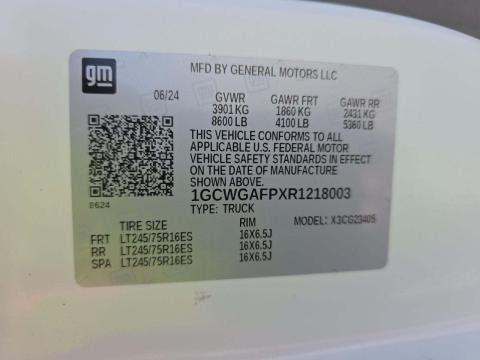 gm
MFD BY GENERAL MOTORS LLC
06/24 GVWR GAWR FRT GAWR RR
3901 KG 1860 KG 2431 KG
8600 LB 4100 LB 5360 LB
THIS VEHICLE CONFORMS TO ALL
APPLICABLE U.S. FEDERAL MOTOR
VEHICLE SAFETY STANDARDS IN EFFECT
ON THE DATE OF MANUFACTURE SHOWN
ABOVE.
1GCWGAFPXR1218003
0624 TYPE: TRUCK MODEL: X3CG23405
TIRE SIZE RIM
FRT LT245/75R16ES 16X6.5J
RR LT245/75R16ES 16X6.5J
SPA LT245/75R16ES 16X6.5J